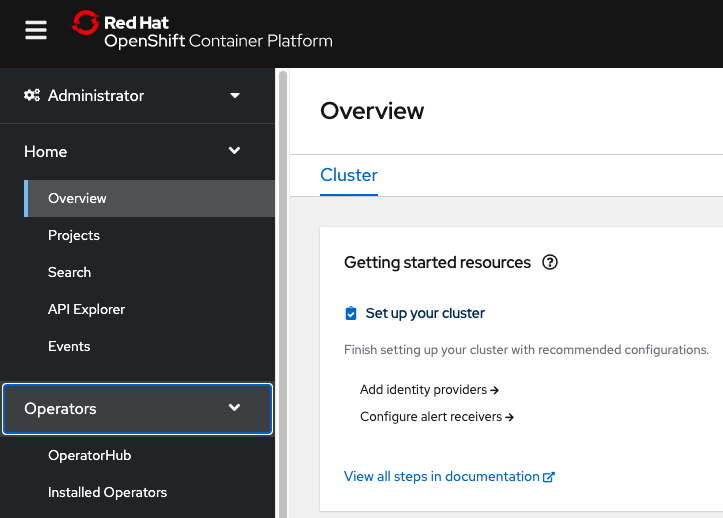 Red Hat
OpenShift Container Platform
Administrator
Home
Overview
Projects
Search
API Explorer
Events
Operators
OperatorHub
Installed Operators
Overview
Cluster
Getting started resources
Set up your cluster
Finish setting up your cluster with recommended configurations.
Add identity providers
Configure alert receivers
View all steps in documentation